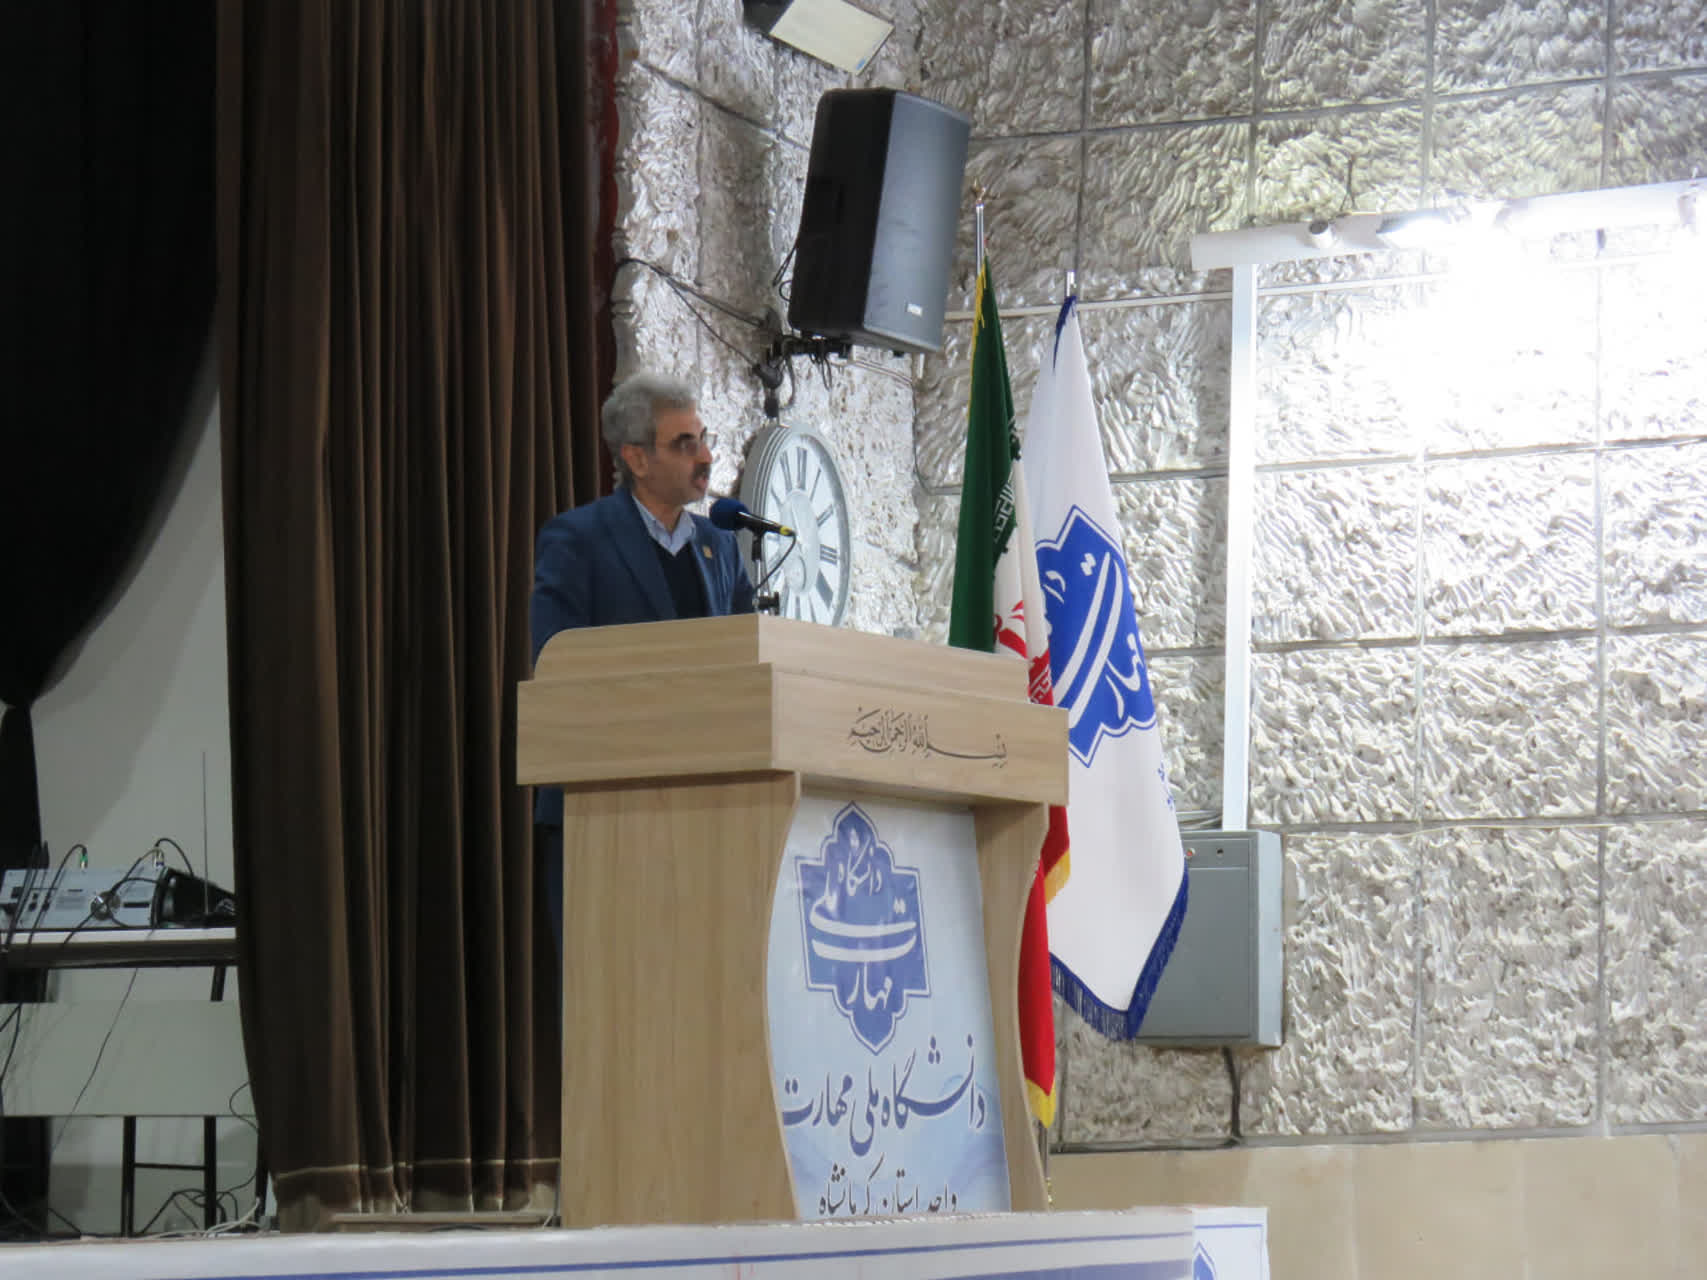 بسم الله الرحمن الرحیم
دانشگاه
ملی
مهارت
دانشگاه ملی مهارت
واحد استان کرمانشاه